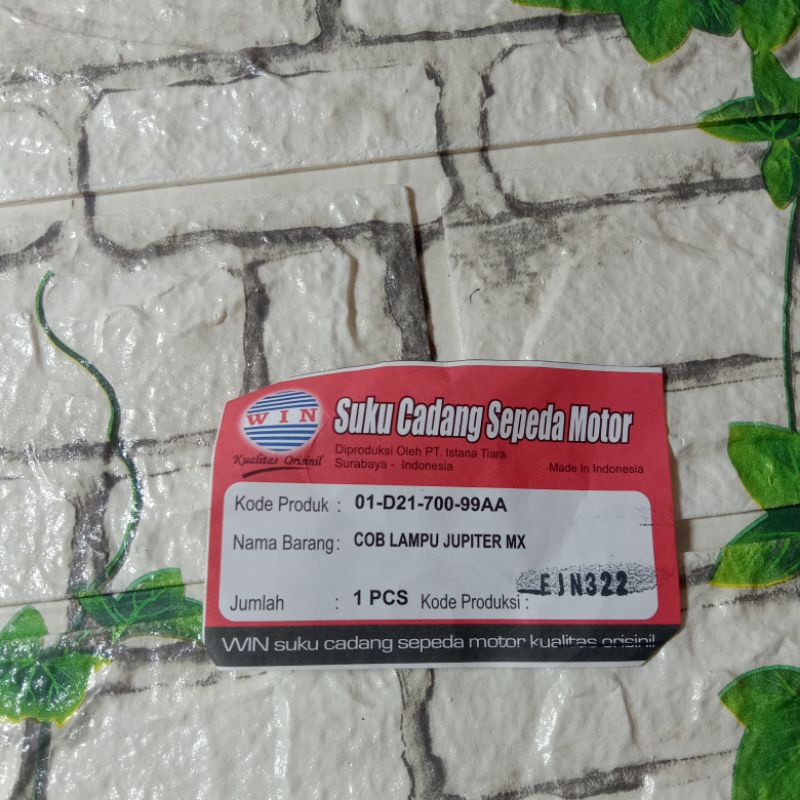 WIN
Kualitas Orisinil
Suku Cadang Sepeda Motor
Diproduksi Oleh PT. Istana Tiara
Surabaya - Indonesia
Made In Indonesia
Kode Produk : 01-D21-700-99AA
Nama Barang : COB LAMPU JUPITER MX
Jumlah : 1 PCS Kode Produksi : EJN322
WIN suku cadang sepeda motor kualitas orisinil